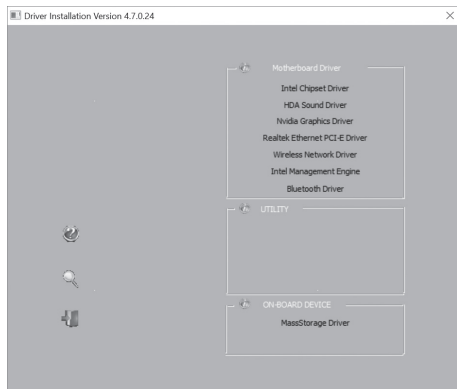 Driver Installation Version 4.7.0.24
Motherboard Driver
Intel Chipset Driver
HDA Sound Driver
Nvidia Graphics Driver
Realtek Ethernet PCI-E Driver
Wireless Network Driver
Intel Management Engine
Bluetooth Driver
UTILITY
ON-BOARD DEVICE
MassStorage Driver